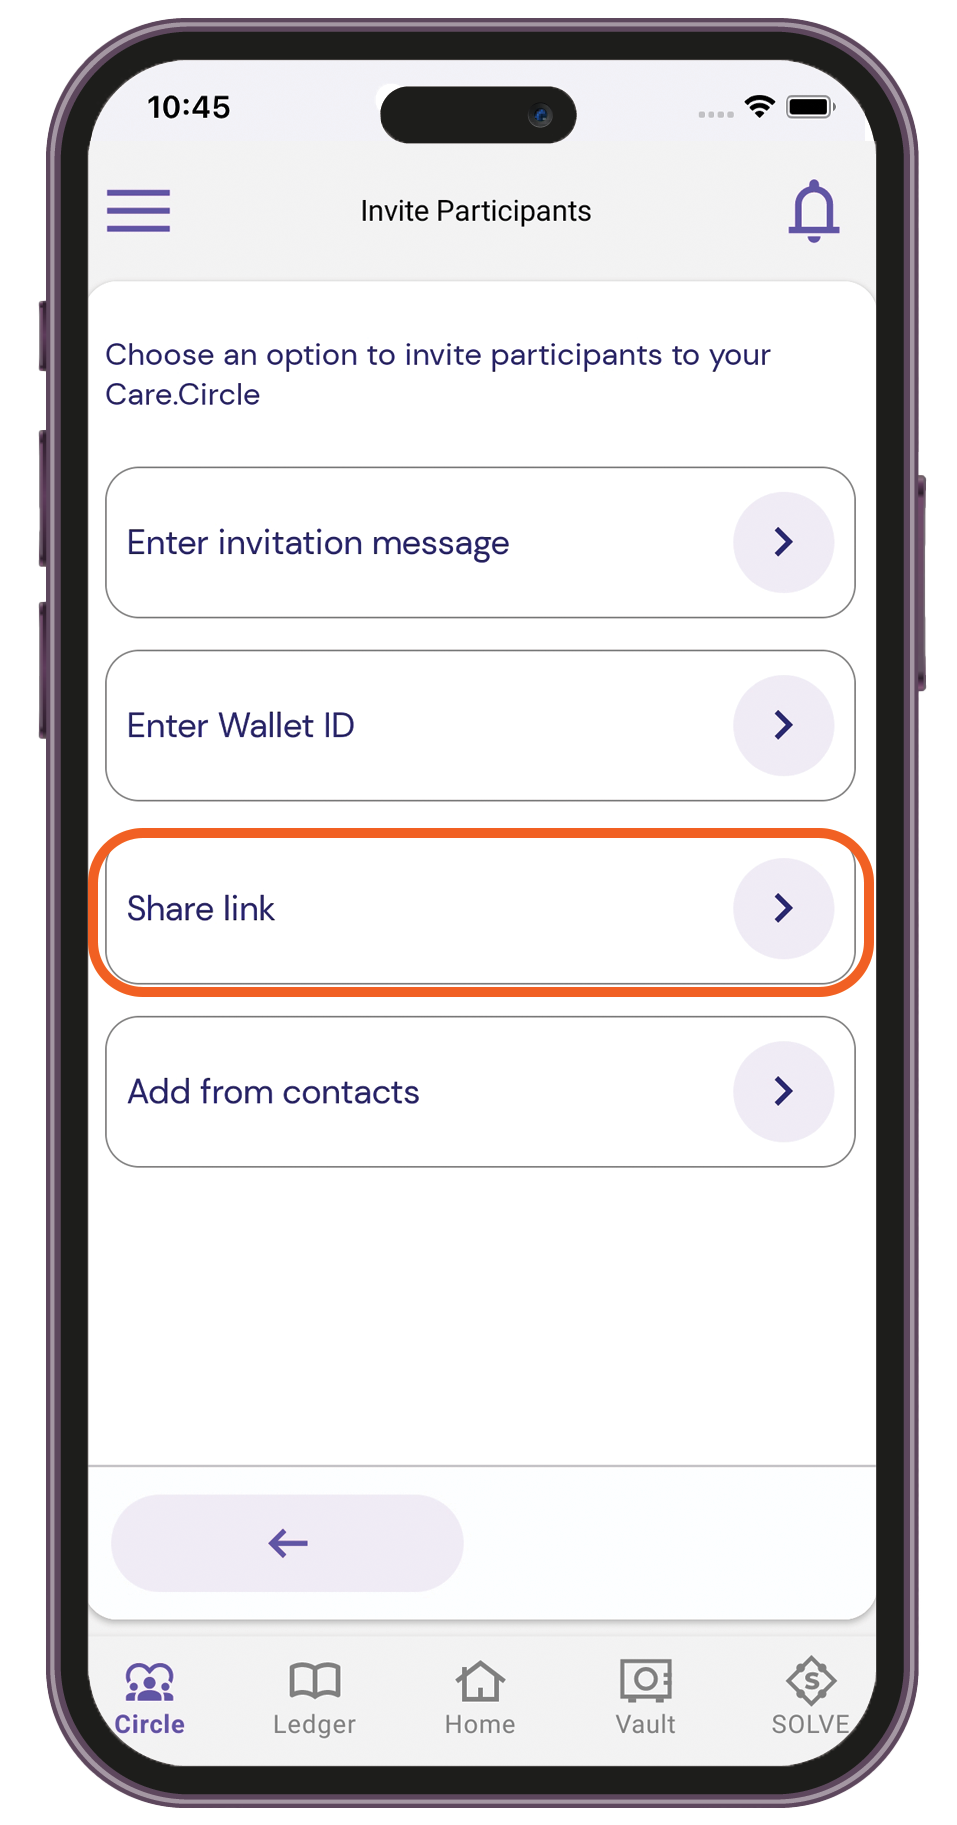 10:45
Invite Participants
Choose an option to invite participants to your
Care.Circle
Enter invitation message
Enter Wallet ID
Share link
Add from contacts
Circle
Ledger
Home
Vault
S
SOLVE